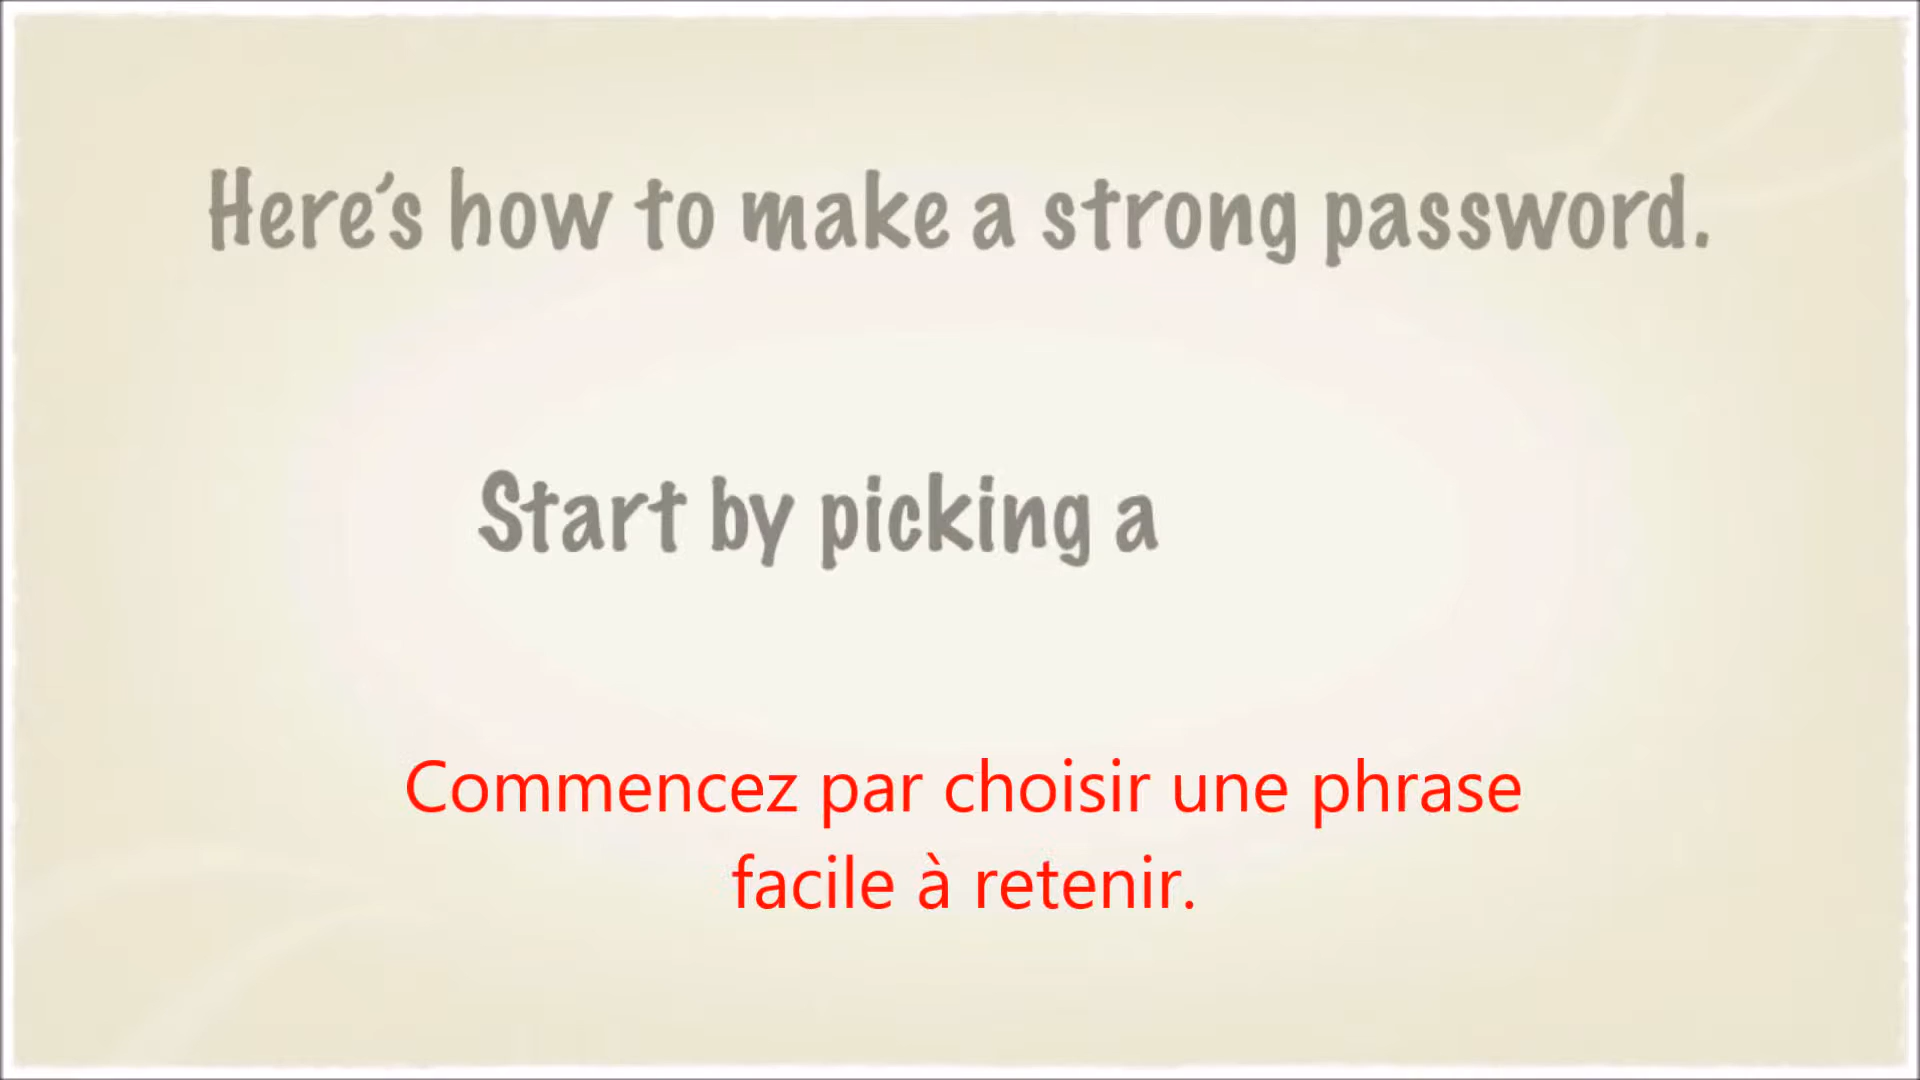 Here's how to make a strong password.
Start by picking a
Commencez par choisir une phrase
facile à retenir.